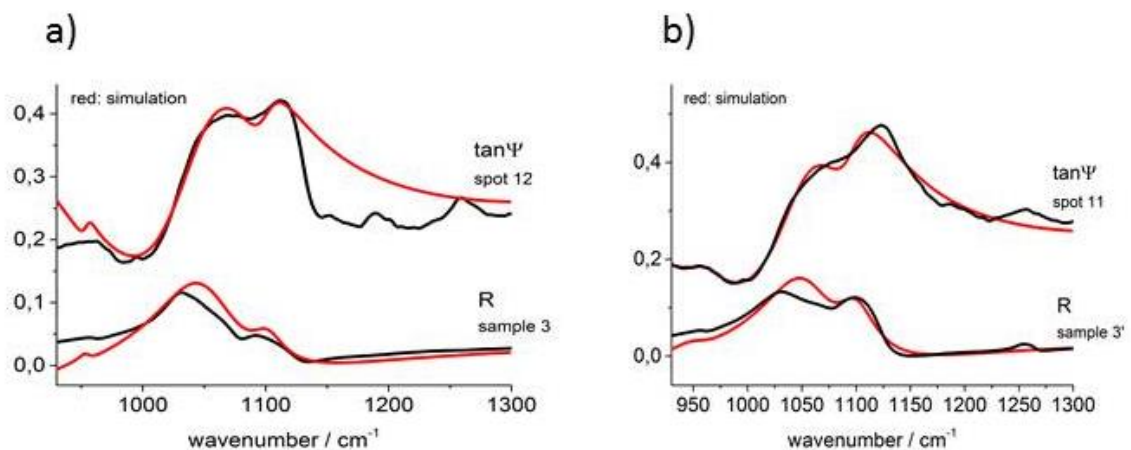 a)
red: simulation
0,4
0,3
0,2
0,1
0,0
tanΨ
spot 12
R
sample 3
1000
1100
1200
1300
wavenumber / cm⁻¹
b)
red: simulation
0,4
0,2
0,0
tanΨ
spot 11
R
sample 3'
950
1000
1050
1100
1150
1200
1250
1300
wavenumber / cm⁻¹